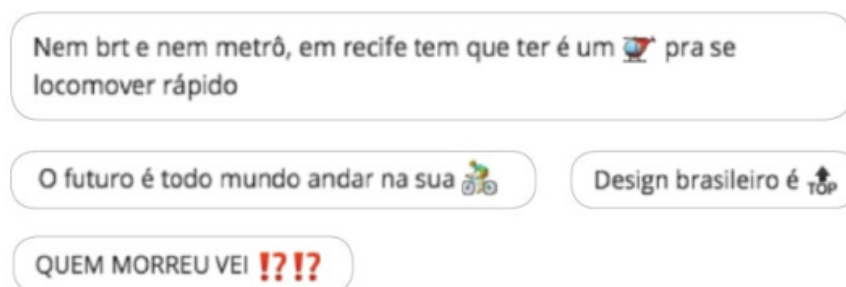 Nem brt e nem metrô, em recife tem que ter é um 🚁 pra se
locomover rápido
O futuro é todo mundo andar na sua 🚴
Design brasileiro é 🔝
QUEM MORREU VEI ⁉️⁉️